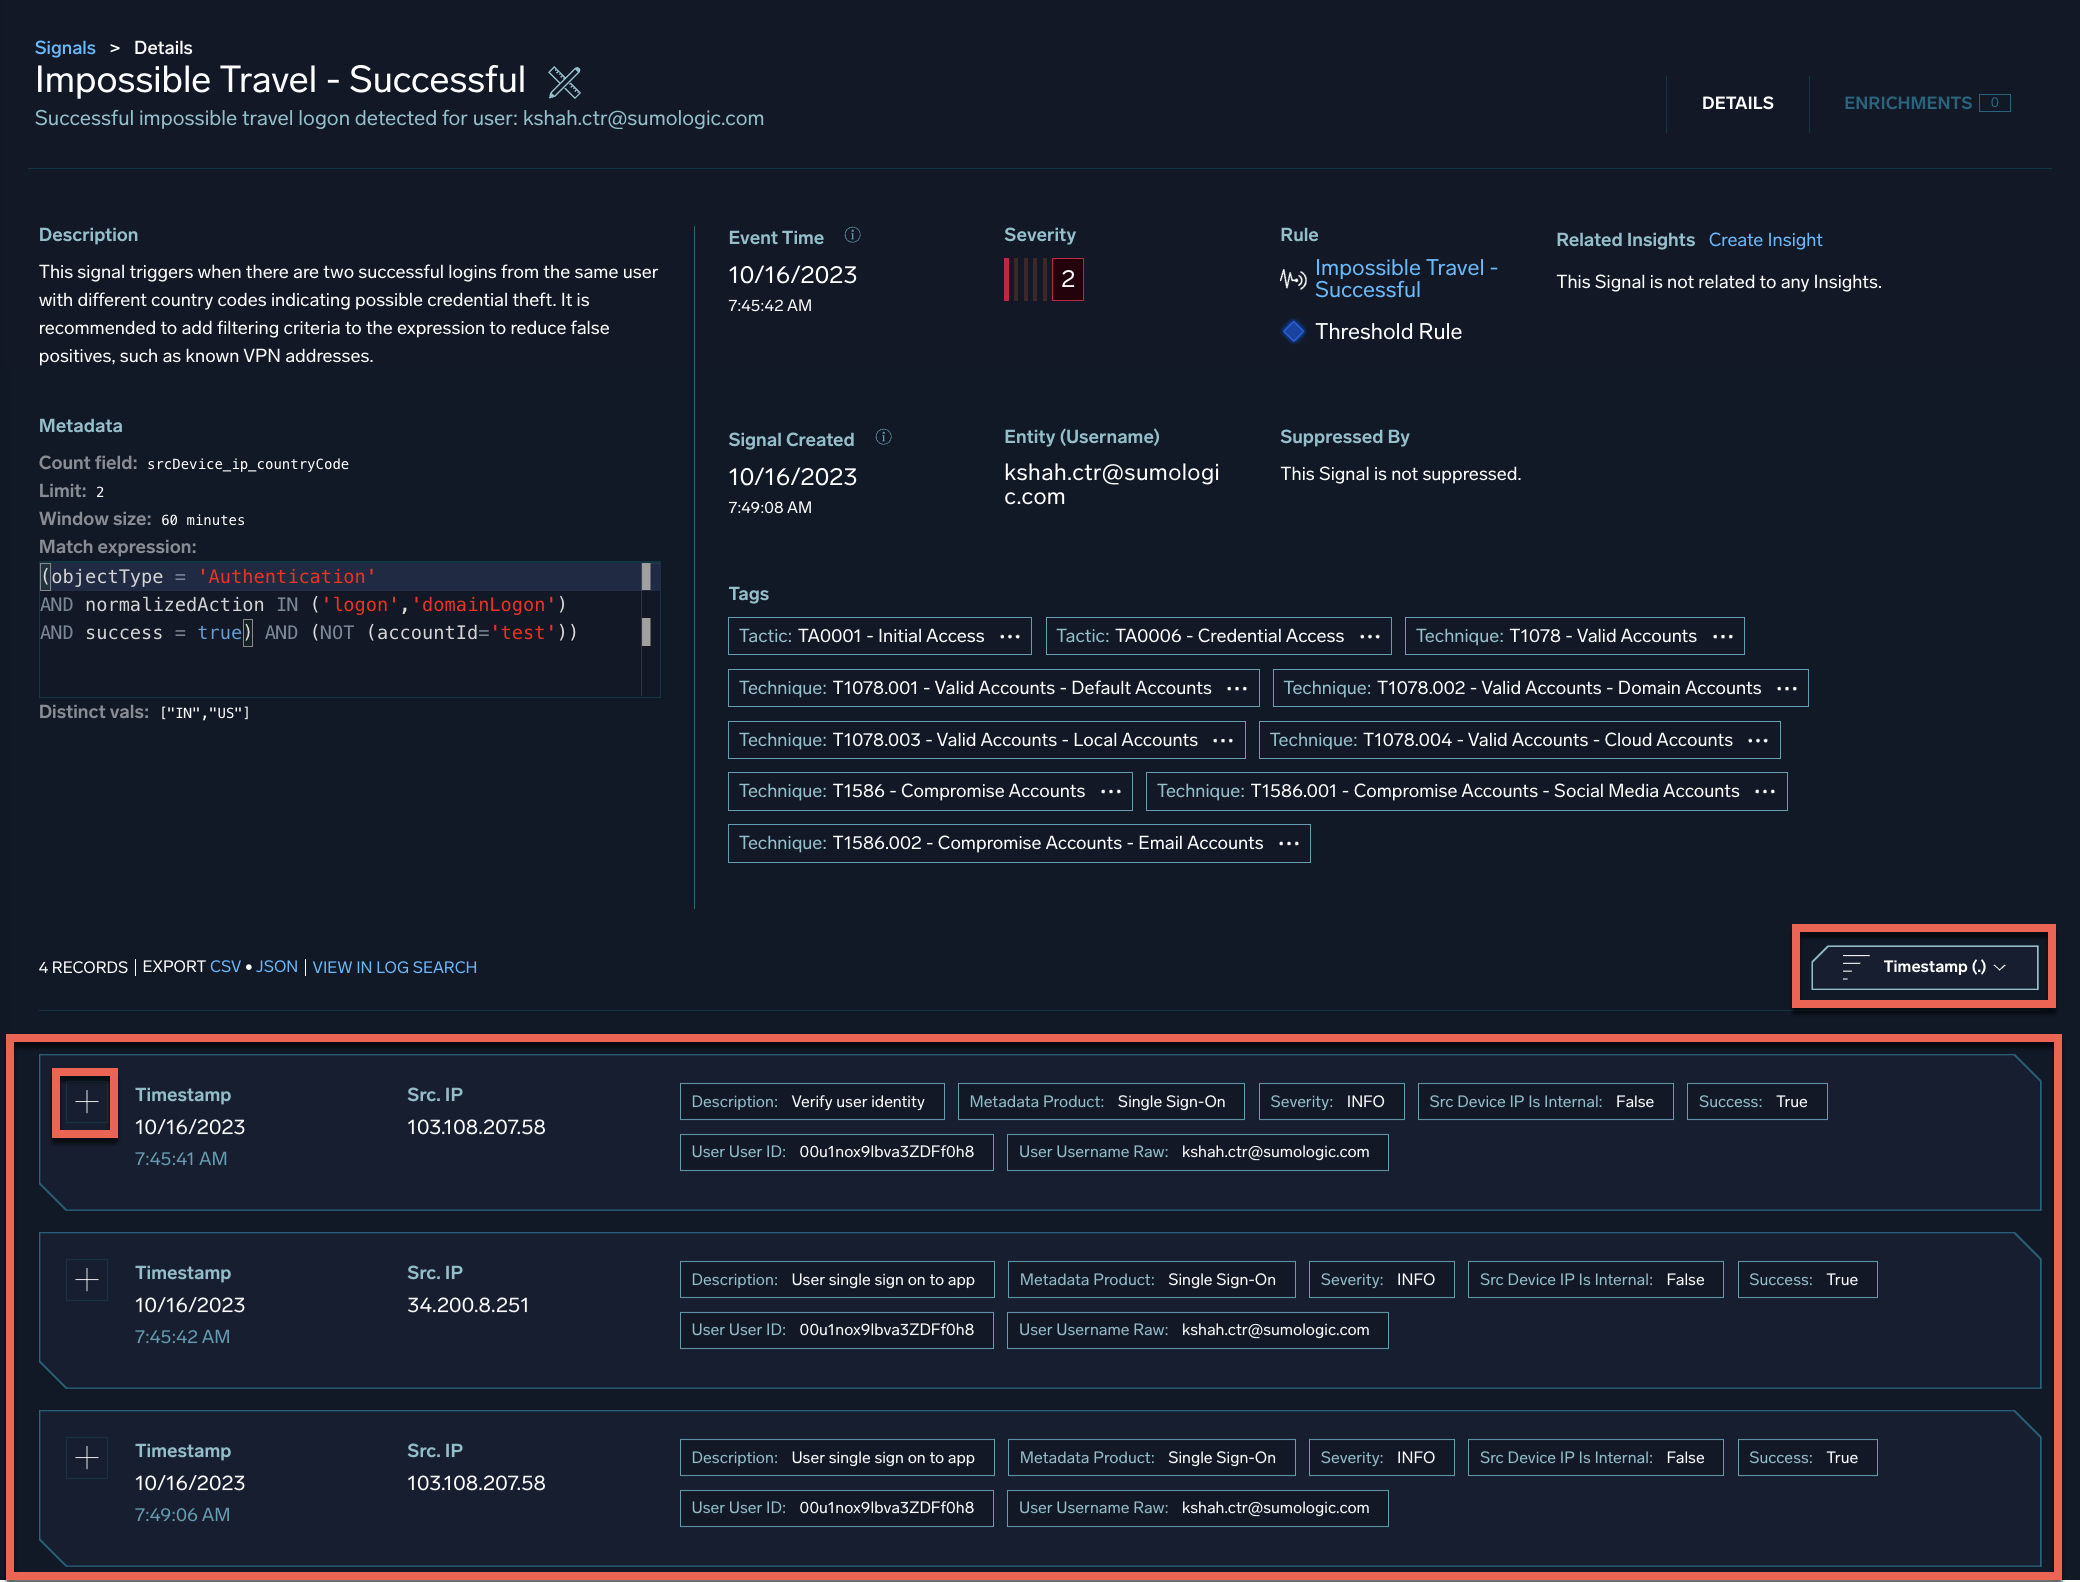 Signals > Details
Impossible Travel - Successful
Successful impossible travel logon detected for user: kshah.ctr@sumologic.com
DETAILS
ENRICHMENTS 0
Description
This signal triggers when there are two successful logins from the same user
with different country codes indicating possible credential theft. It is
recommended to add filtering criteria to the expression to reduce false
positives, such as known VPN addresses.
Metadata
Count field: srcDevice_ip_countryCode
Limit: 2
Window size: 60 minutes
Match expression:
(objectType = 'Authentication'
AND normalizedAction IN ('logon','domainLogon')
AND success = true) AND (NOT (accountId='test'))
Distinct vals: ["IN","US"]
Event Time
10/16/2023
7:45:42 AM
Severity
2
Rule
Impossible Travel -
Successful
Threshold Rule
Related Insights Create Insight
This Signal is not related to any Insights.
Signal Created
10/16/2023
7:49:08 AM
Entity (Username)
kshah.ctr@sumologi
c.com
Suppressed By
This Signal is not suppressed.
Tags
Tactic: TA0001 - Initial Access ...
Tactic: TA0006 - Credential Access ...
Technique: T1078 - Valid Accounts ...
Technique: T1078.001 - Valid Accounts - Default Accounts ...
Technique: T1078.002 - Valid Accounts - Domain Accounts ...
Technique: T1078.003 - Valid Accounts - Local Accounts ...
Technique: T1078.004 - Valid Accounts - Cloud Accounts ...
Technique: T1586 - Compromise Accounts ...
Technique: T1586.001 - Compromise Accounts - Social Media Accounts ...
Technique: T1586.002 - Compromise Accounts - Email Accounts ...
4 RECORDS | EXPORT CSV • JSON | VIEW IN LOG SEARCH
Timestamp (.)
Timestamp
10/16/2023
7:45:41 AM
Src. IP
103.108.207.58
Description: Verify user identity
Metadata Product: Single Sign-On
Severity: INFO
Src Device IP Is Internal: False
Success: True
User User ID: 00u1nox9lbva3ZDFf0h8
User Username Raw: kshah.ctr@sumologic.com
Timestamp
10/16/2023
7:45:42 AM
Src. IP
34.200.8.251
Description: User single sign on to app
Metadata Product: Single Sign-On
Severity: INFO
Src Device IP Is Internal: False
Success: True
User User ID: 00u1nox9lbva3ZDFf0h8
User Username Raw: kshah.ctr@sumologic.com
Timestamp
10/16/2023
7:49:06 AM
Src. IP
103.108.207.58
Description: User single sign on to app
Metadata Product: Single Sign-On
Severity: INFO
Src Device IP Is Internal: False
Success: True
User User ID: 00u1nox9lbva3ZDFf0h8
User Username Raw: kshah.ctr@sumologic.com